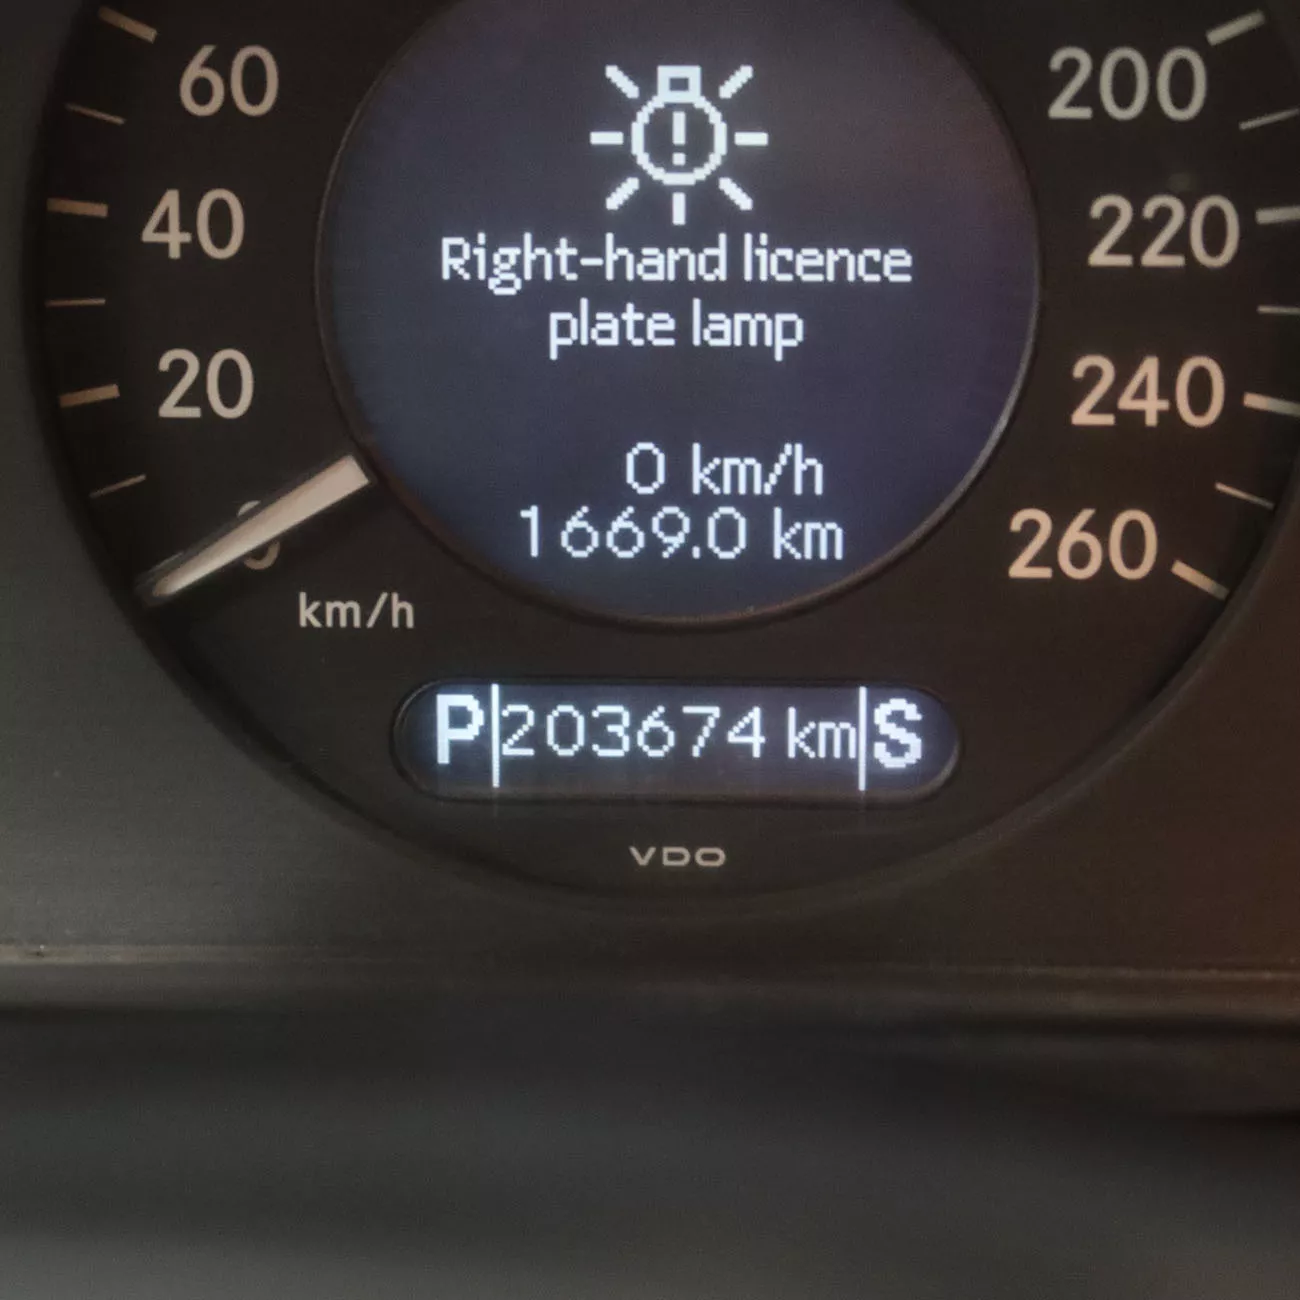 60
40
20
0
km/h
200
220
240
260
Right-hand licence
plate lamp
0 km/h
1669.0 km
P 203674 km S
VDO